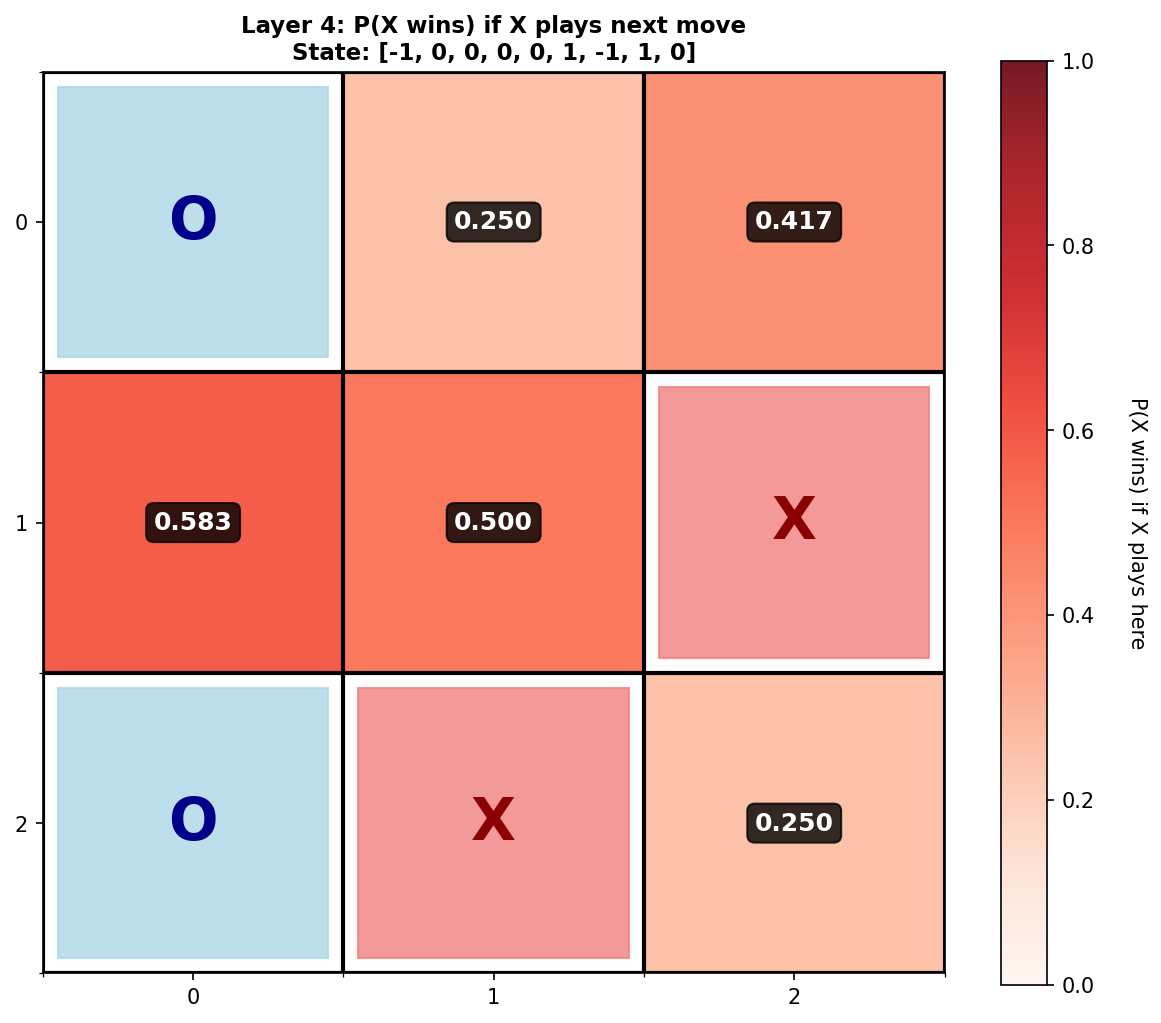 Layer 4: P(X wins) if X plays next move
State: [-1, 0, 0, 0, 0, 1, -1, 1, 0]
O
0.250
0.417
0.583
0.500
X
O
X
0.250
0
1
2
0
1
2
1.0
0.8
0.6
0.4
0.2
0.0
P(X wins) if X plays here